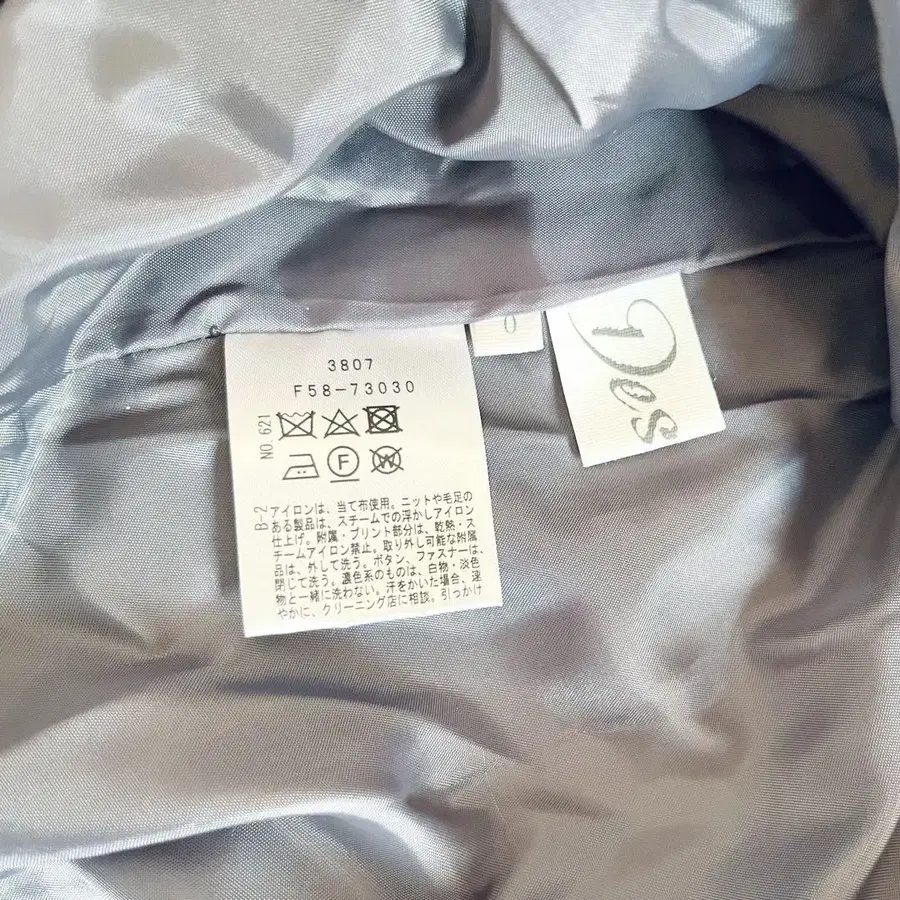 3807
F58-73030
NO.621
F
W
B-2
アイロンは、当て布使用。ニットや毛足の
ある製品は、スチームでの浮かしアイロン
仕上げ。附属・プリント部分は、乾熱・ス
チームアイロン禁止。取り外し可能な附属
品は、外して洗う。ボタン、ファスナーは、
閉じて洗う。濃色系のものは、白物・淡色
物と一緒に洗わない。汗をかいた場合、速
やかに、クリーニング店に相談。引っかけ
0
Do's